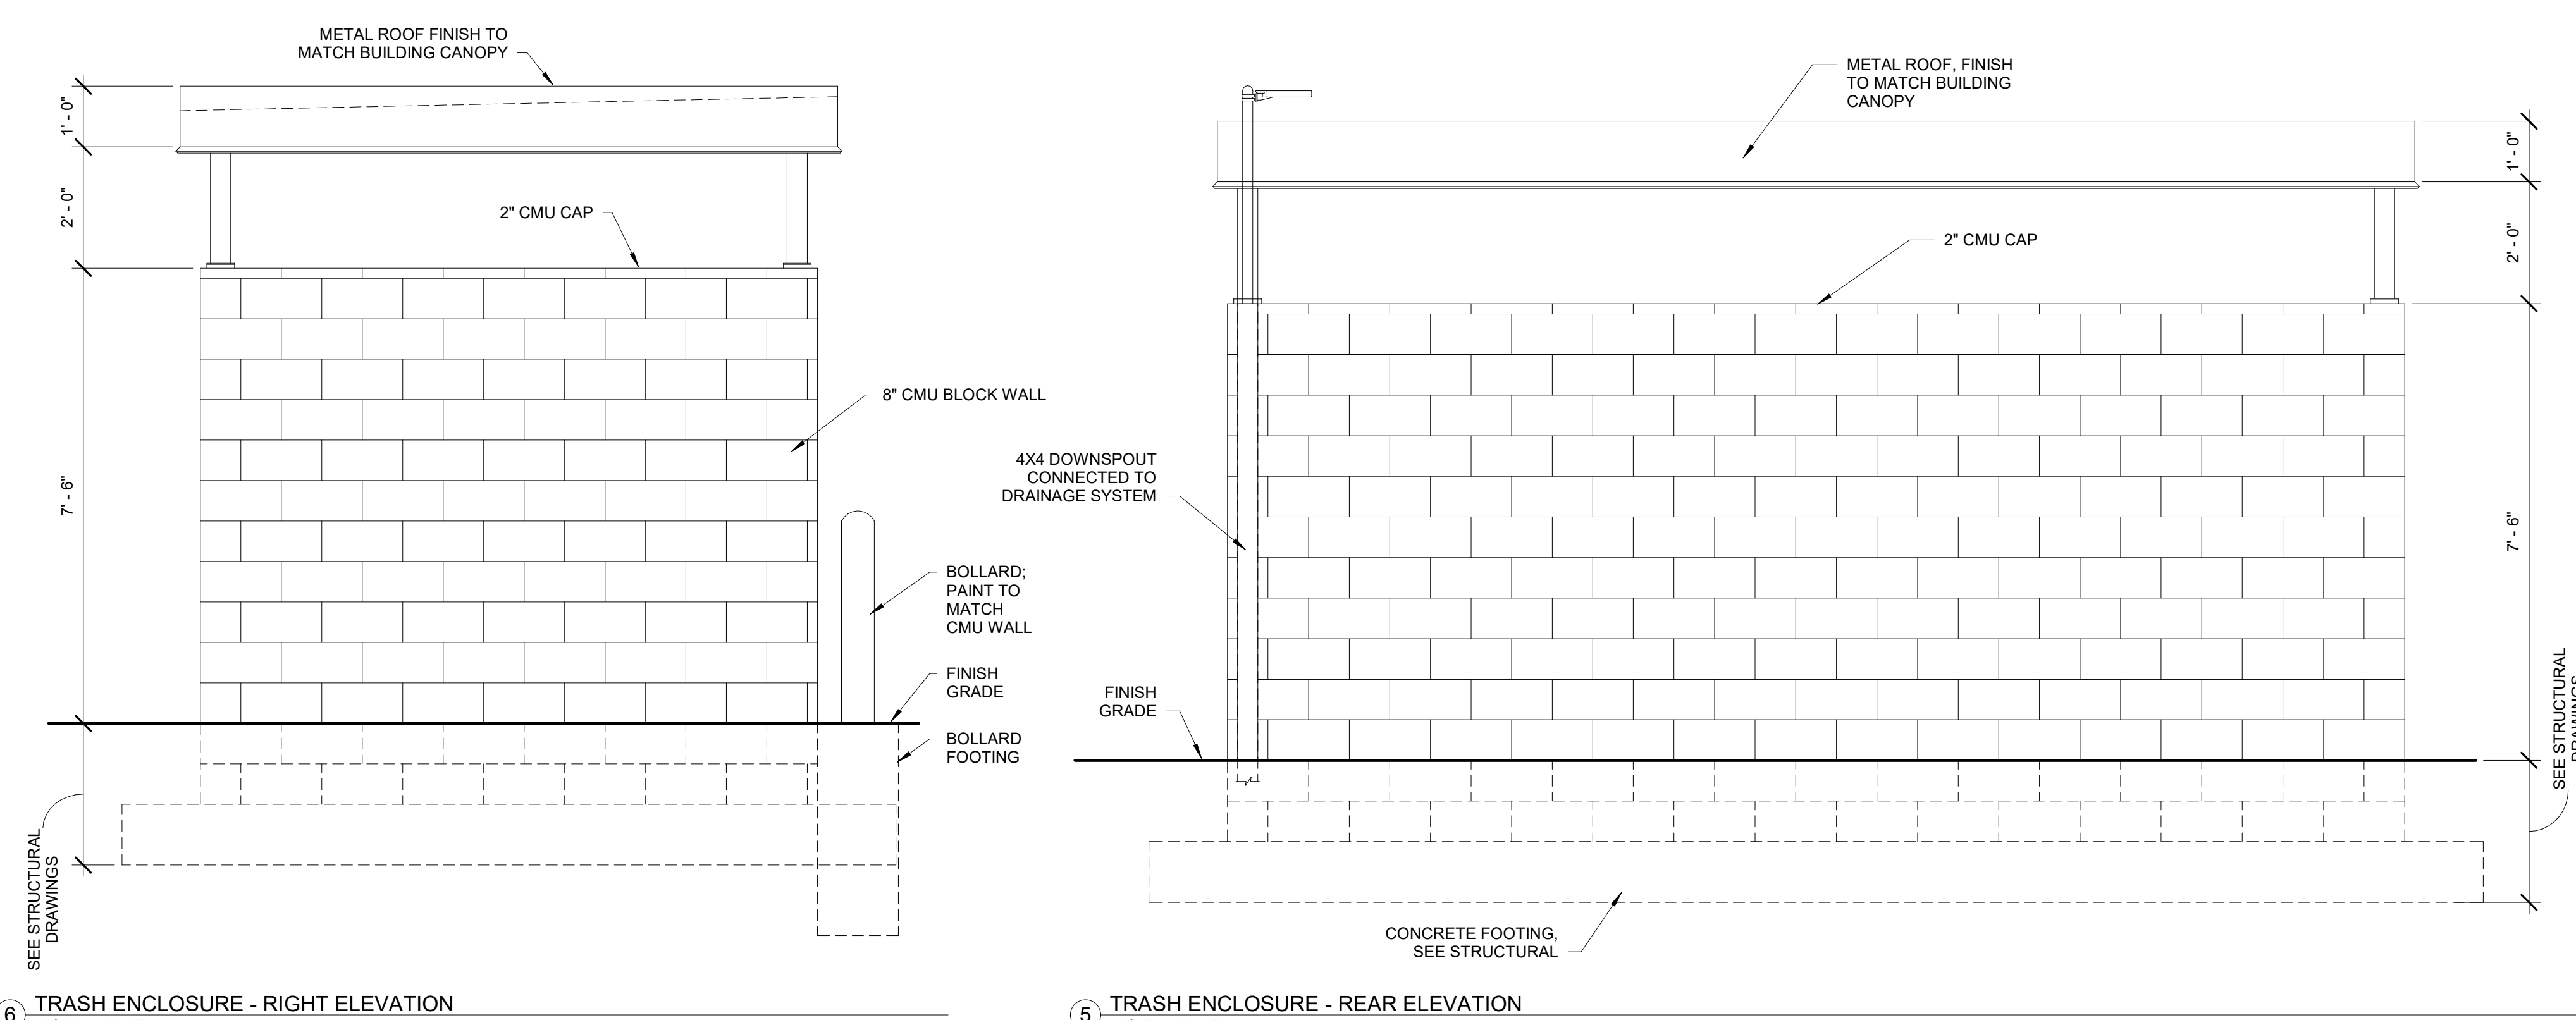 METAL ROOF FINISH TO
MATCH BUILDING CANOPY
1' - 0"
2' - 0"
7' - 6"
2" CMU CAP
8" CMU BLOCK WALL
BOLLARD;
PAINT TO
MATCH
CMU WALL
FINISH
GRADE
BOLLARD
FOOTING
SEE STRUCTURAL
DRAWINGS
6
TRASH ENCLOSURE - RIGHT ELEVATION
METAL ROOF, FINISH
TO MATCH BUILDING
CANOPY
1' - 0"
2' - 0"
7' - 6"
2" CMU CAP
4X4 DOWNSPOUT
CONNECTED TO
DRAINAGE SYSTEM
FINISH
GRADE
SEE STRUCTURAL
DRAWINGS
CONCRETE FOOTING,
SEE STRUCTURAL
5
TRASH ENCLOSURE - REAR ELEVATION